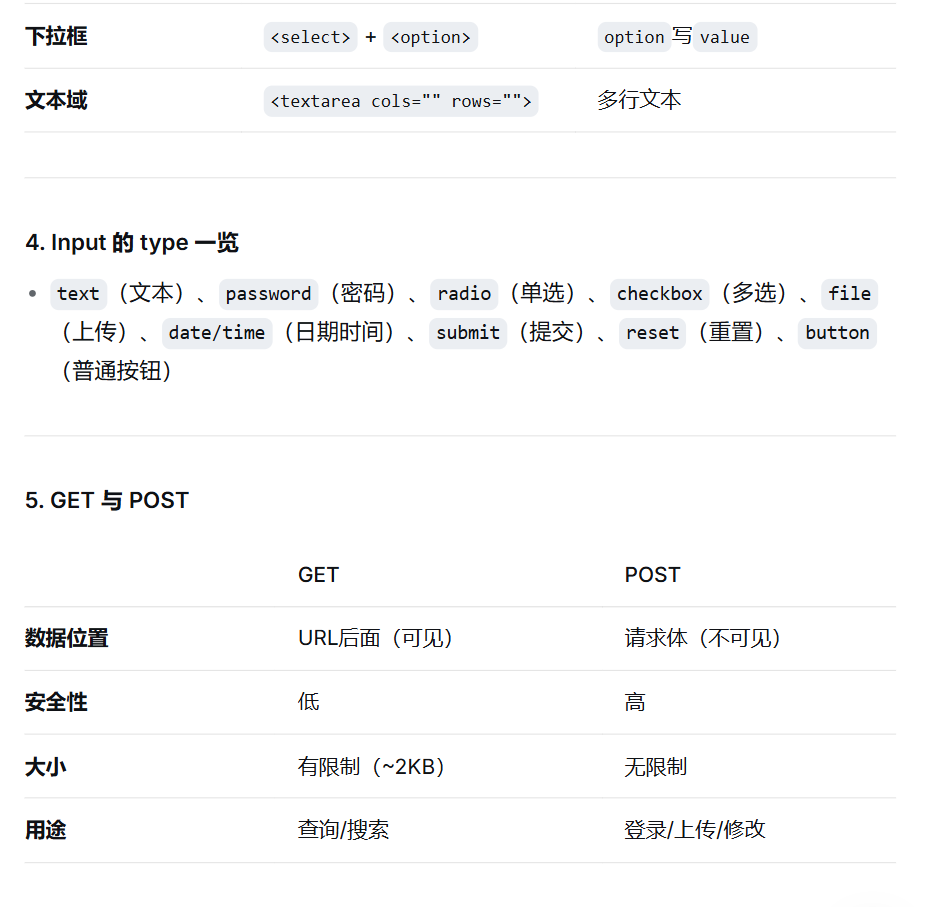 下拉框 <select> + <option> option写value
文本域 <textarea cols="" rows=""> 多行文本
4. Input 的 type 一览
• text（文本）、password（密码）、radio（单选）、checkbox（多选）、file
（上传）、date/time（日期时间）、submit（提交）、reset（重置）、button
（普通按钮）
5. GET 与 POST
GET POST
数据位置 URL后面（可见） 请求体（不可见）
安全性 低 高
大小 有限制（~2KB） 无限制
用途 查询/搜索 登录/上传/修改